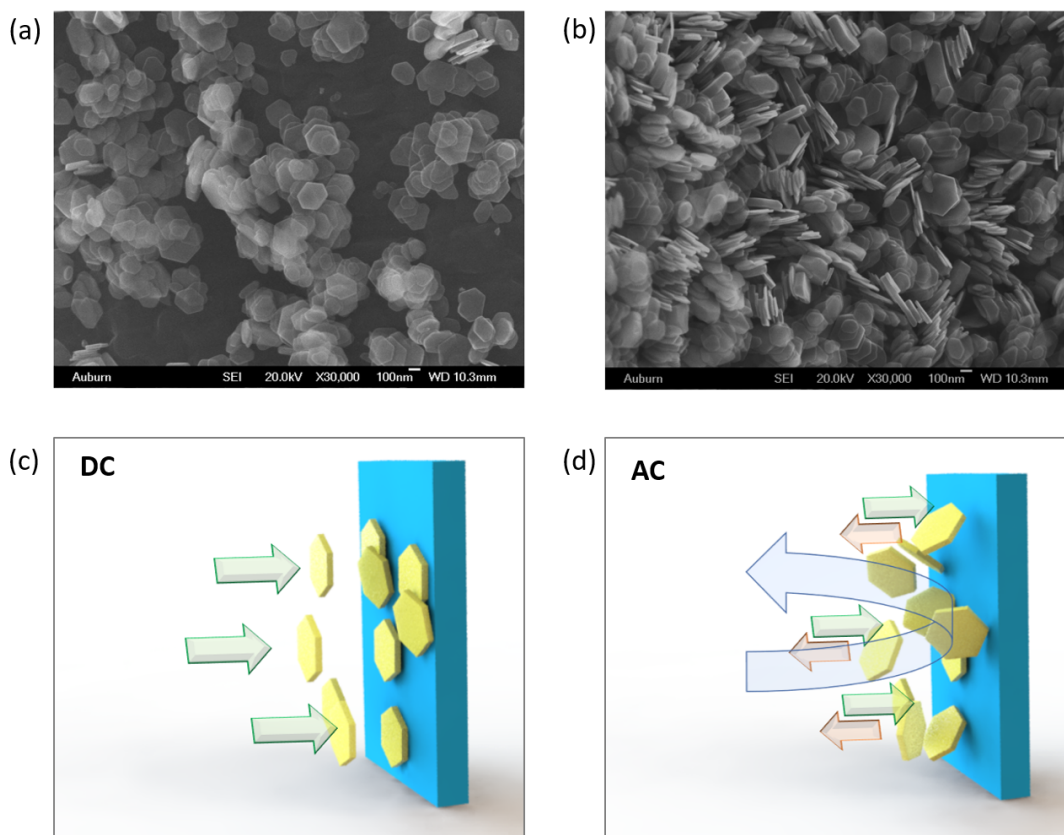 (a)
(b)
Auburn SEI 20.0kV X30,000 100nm WD 10.3mm
Auburn SEI 20.0kV X30,000 100nm WD 10.3mm
(c)
DC
(d)
AC